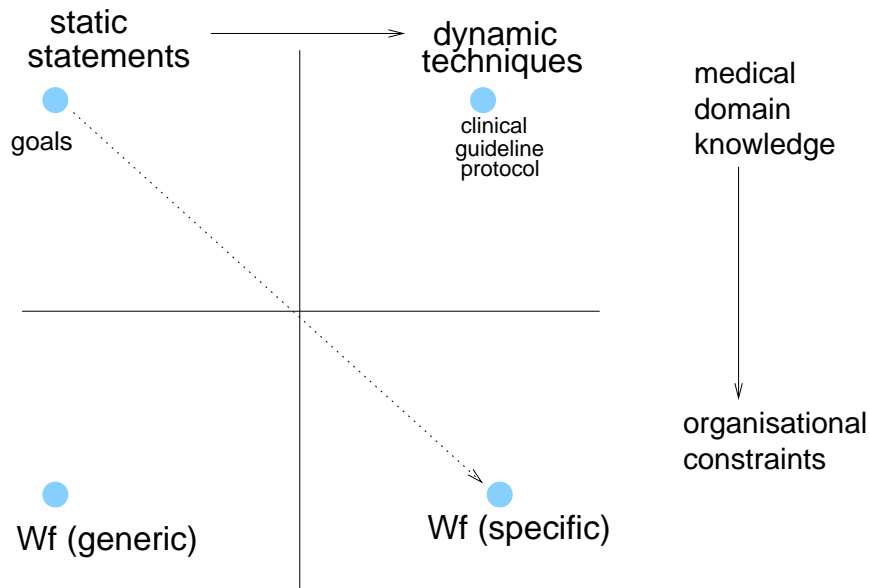 static
statements
dynamic
techniques
medical
domain
knowledge
goals
clinical
guideline
protocol
organisational
constraints
Wf (generic)
Wf (specific)